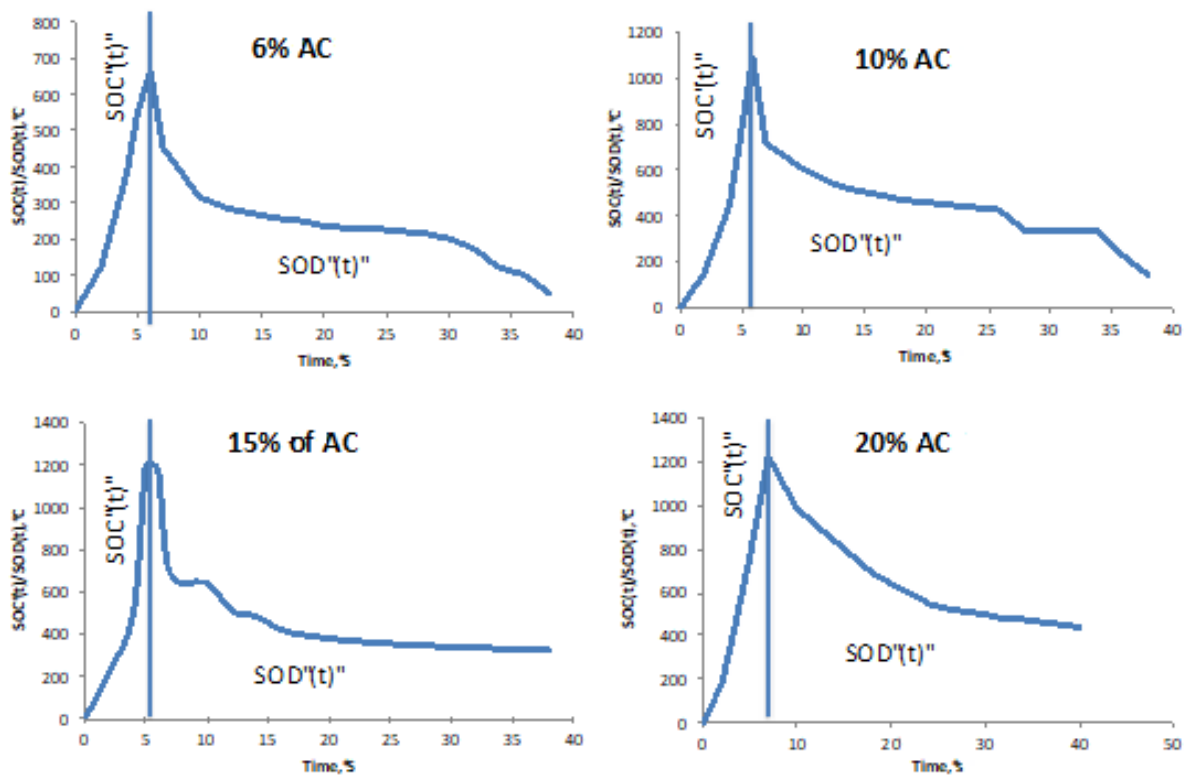 6% AC
SOC"(t)"
SOD"(t)"
SOC(t)/SOD(t),℃
800
700
600
500
400
300
200
100
0
0 5 10 15 20 25 30 35 40
Time,'S
10% AC
SOC"(t)"
SOD"(t)"
SOC(t)/SOD(t),℃
1200
1000
800
600
400
200
0
0 5 10 15 20 25 30 35 40
Time,'S
15% of AC
SOC"(t)"
SOD"(t)"
SOC"(t)/SOD(t),℃
1400
1200
1000
800
600
400
200
0
0 5 10 15 20 25 30 35 40
Time,'S
20% AC
SOC"(t)"
SOD"(t)"
SOC(t)/SOD(t),℃
1400
1200
1000
800
600
400
200
0
0 10 20 30 40 50
Time,'S